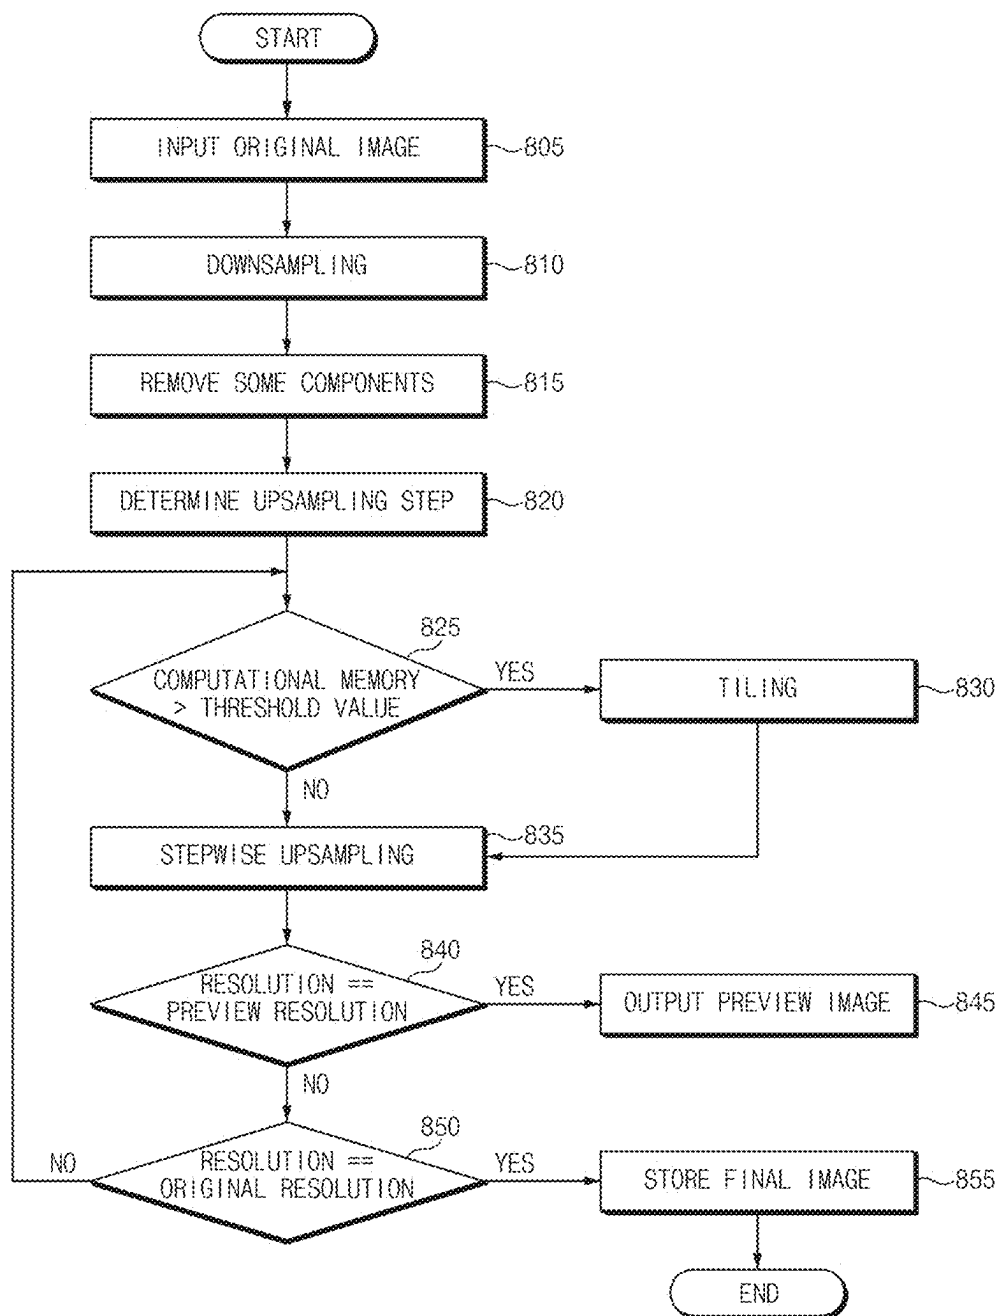 START
INPUT ORIGINAL IMAGE
805
DOWNSAMPLING
810
REMOVE SOME COMPONENTS
815
DETERMINE UPSAMPLING STEP
820
825
COMPUTATIONAL MEMORY
> THRESHOLD VALUE
YES
TILING
830
NO
835
STEPWISE UPSAMPLING
840
RESOLUTION ==
PREVIEW RESOLUTION
YES
OUTPUT PREVIEW IMAGE
845
NO
850
RESOLUTION ==
ORIGINAL RESOLUTION
NO
YES
STORE FINAL IMAGE
855
END